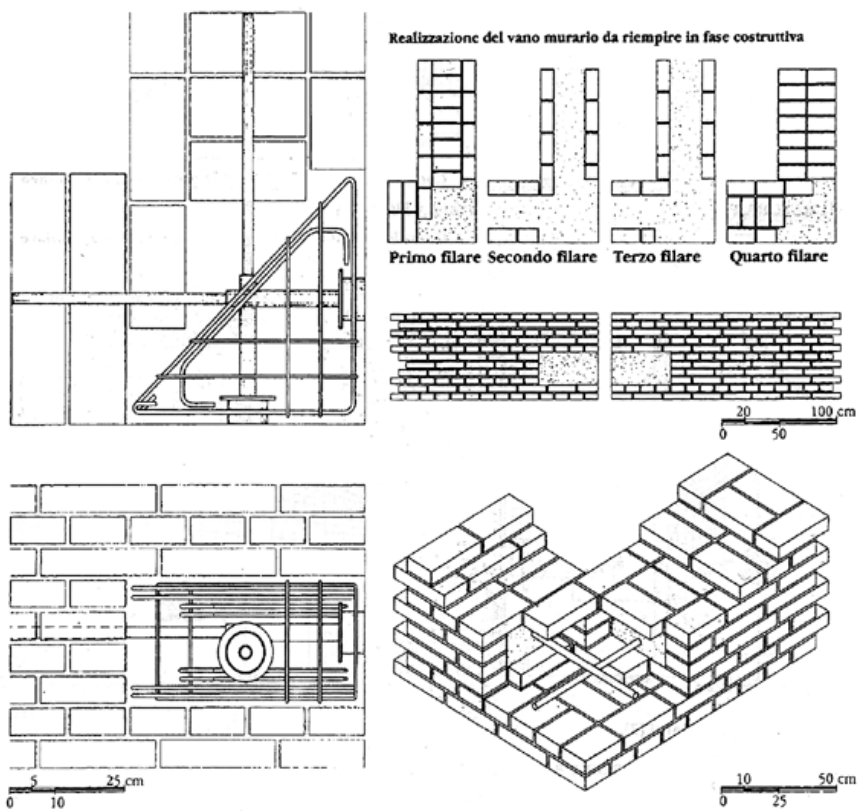 Realizzazione del vano murario da riempire in fase costruttiva
Primo filare Secondo filare Terzo filare Quarto filare
20 100 cm
0 50
5 25 cm
0 10
10 50 cm
0 25